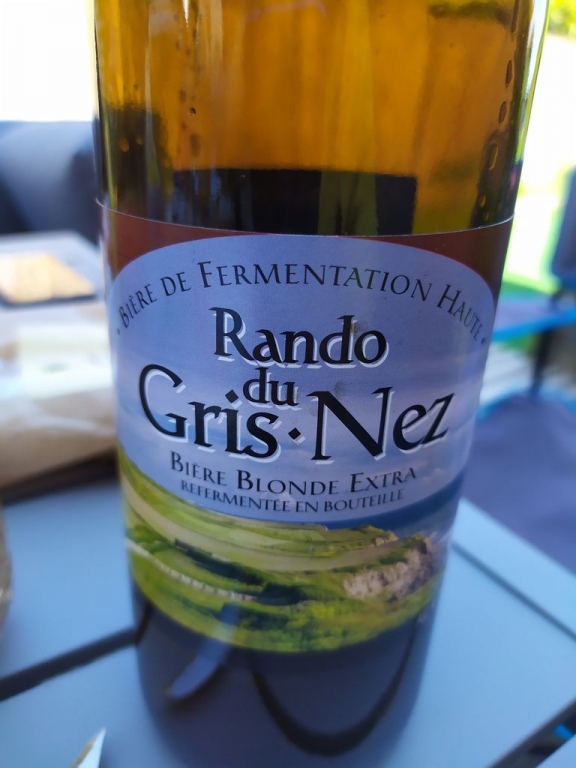 • Bière de Fermentation Haute •
Rando
du
Gris·Nez
Bière Blonde Extra
refermentée en bouteille